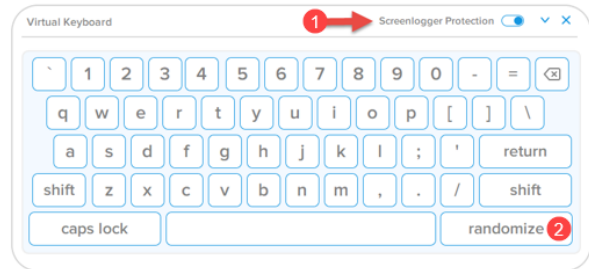 Virtual Keyboard 1 Screenlogger Protection
` 1 2 3 4 5 6 7 8 9 0 - =
q w e r t y u i o p [ ] \
a s d f g h j k l ; ' return
shift z x c v b n m , . / shift
caps lock randomize 2